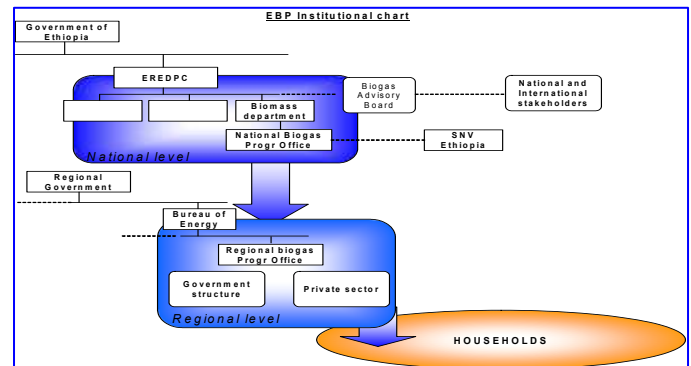 EBP Institutional chart
Government of
Ethiopia
EREDPC
Biomass
department
Biogas
Advisory
Board
National and
International
stakeholders
National Biogas
Progr Office
SNV
Ethiopia
National level
Regional
Government
Bureau of
Energy
Regional biogas
Progr Office
Government
structure
Private sector
Regional level
HOUSEHOLDS